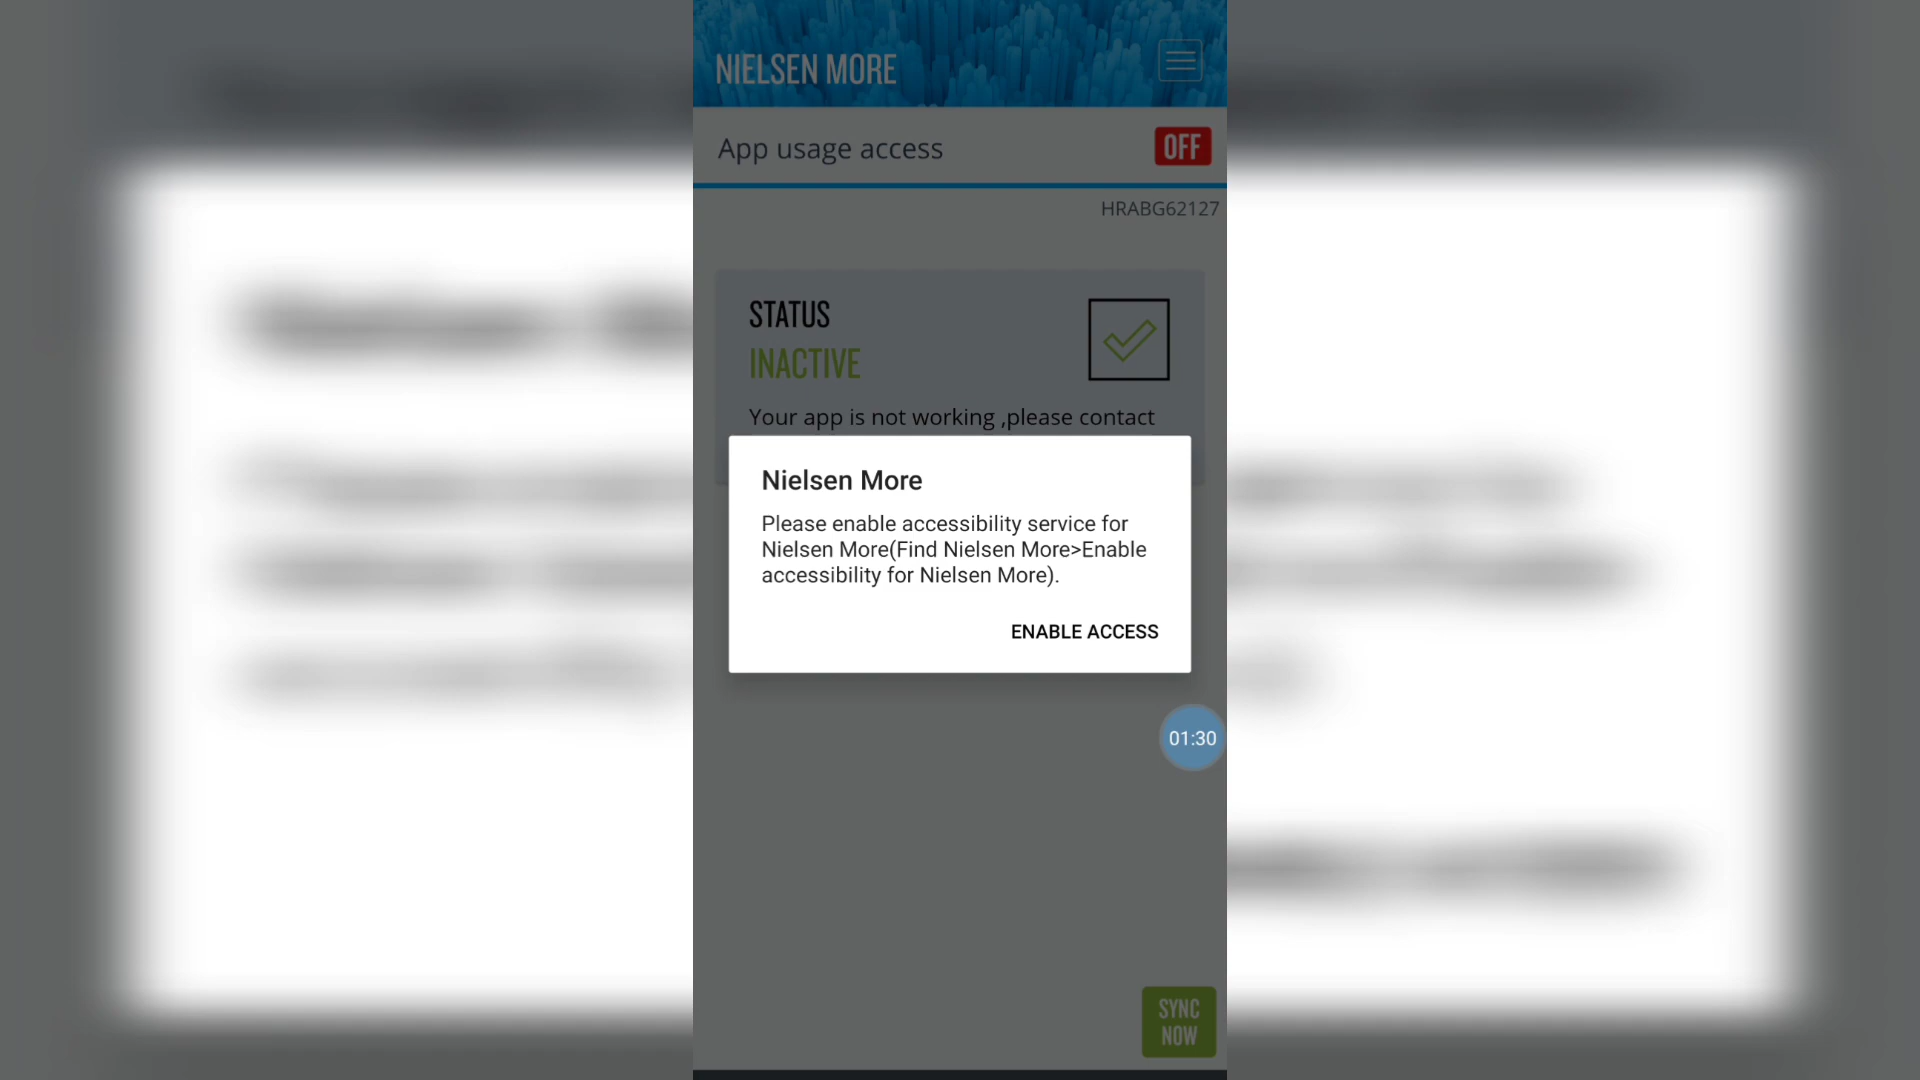 NIELSEN MORE
App usage access
OFF
HRABG62127
STATUS
INACTIVE
Your app is not working ,please contact
Nielsen More
Please enable accessibility service for
Nielsen More(Find Nielsen More>Enable
accessibility for Nielsen More).
ENABLE ACCESS
01:30
SYNC
NOW